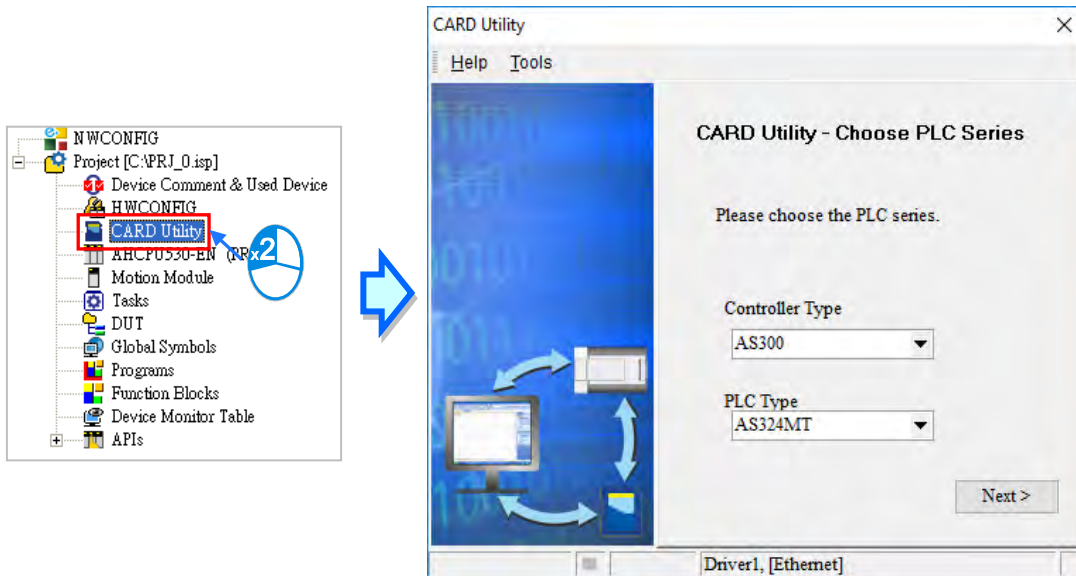 NWCONFIG
Project [C:\PRJ_0.isp]
Device Comment & Used Device
HWCONFIG
CARD Utility
AHCPU530-EN (PR
x2
Motion Module
Tasks
DUT
Global Symbols
Programs
Function Blocks
Device Monitor Table
APIs
CARD Utility
Help Tools
CARD Utility - Choose PLC Series
Please choose the PLC series.
Controller Type
AS300
PLC Type
AS324MT
Next >
Driver1, [Ethernet]